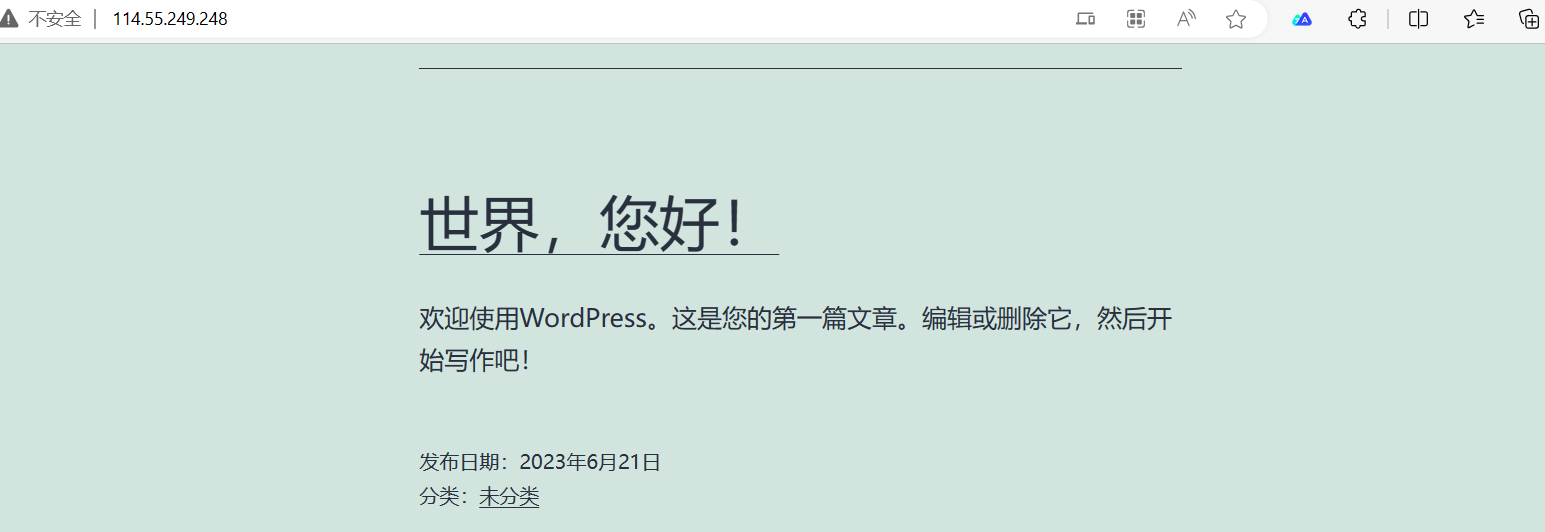 不安全 | 114.55.249.248
世界，您好！
欢迎使用WordPress。这是您的第一篇文章。编辑或删除它，然后开
始写作吧！
发布日期：2023年6月21日
分类：未分类